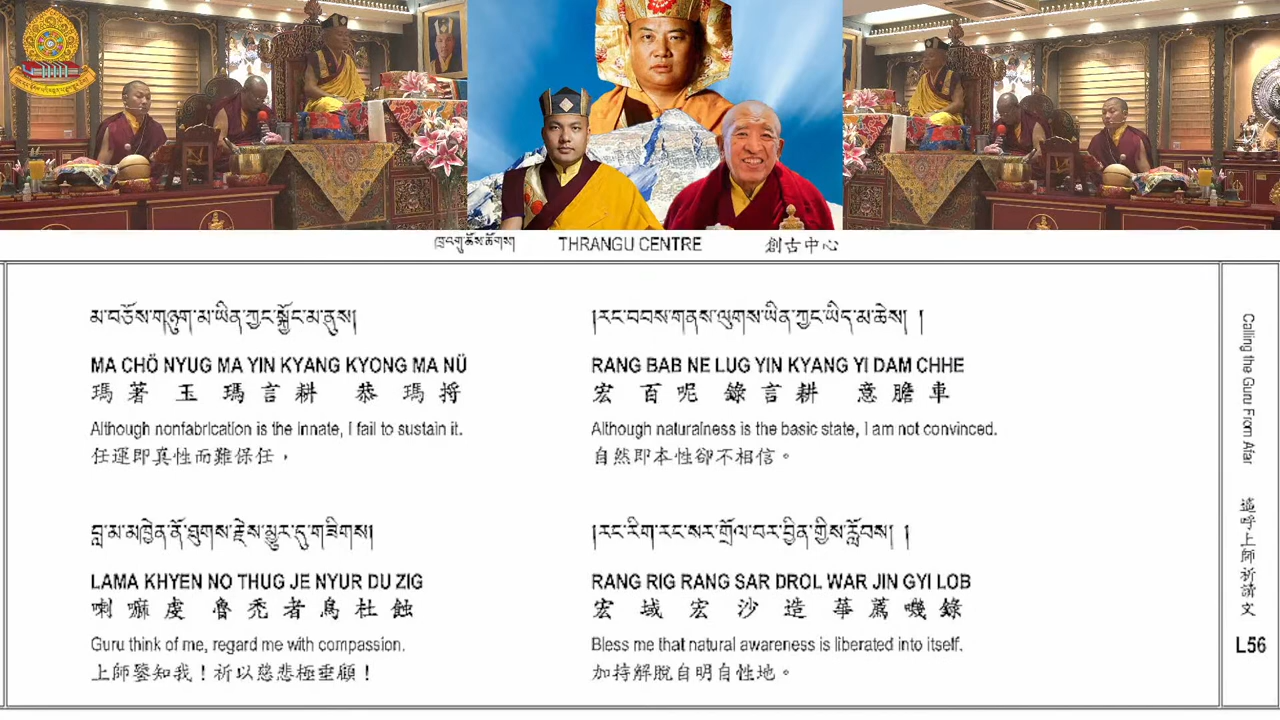 ཁྲ་འགུ་ཆོས་ཚོགས། THRANGU CENTRE 創古中心
མ་བཅོས་གཉུག་མ་ཡིན་ཀྱང་སྐྱོང་མ་ནུས། །རང་བབས་གནས་ལུགས་ཡིན་ཀྱང་ཡིད་མ་ཆེས། །
MA CHÖ NYUG MA YIN KYANG KYONG MA NÜ RANG BAB NE LUG YIN KYANG YI DAM CHHE
瑪 著 玉 瑪 言 耕 恭 瑪 捋 宏 百 呢 錄 言 耕 意 膽 車
Although nonfabrication is the innate, I fail to sustain it. Although naturalness is the basic state, I am not convinced.
任運即真性而難保任， 自然即本性卻不相信。
བླ་མ་མཁྱེན་ནོ་ཐུགས་རྗེས་མྱུར་དུ་གཟིགས། །རང་རིག་རང་སར་གྲོལ་བར་བྱིན་གྱིས་རློབས། །
LAMA KHYEN NO THUG JE NYUR DU ZIG RANG RIG RANG SAR DROL WAR JIN GYI LOB
喇 嘛 虔 魯 禿 者 鳥 杜 蝕 宏 域 宏 沙 造 華 薦 嘰 錄
Guru think of me, regard me with compassion. Bless me that natural awareness is liberated into itself.
上師鑒知我！祈以慈悲極垂顧！ 加持解脫自明自性地。
Calling the Guru From Afar
遙呼上師祈請文
L56